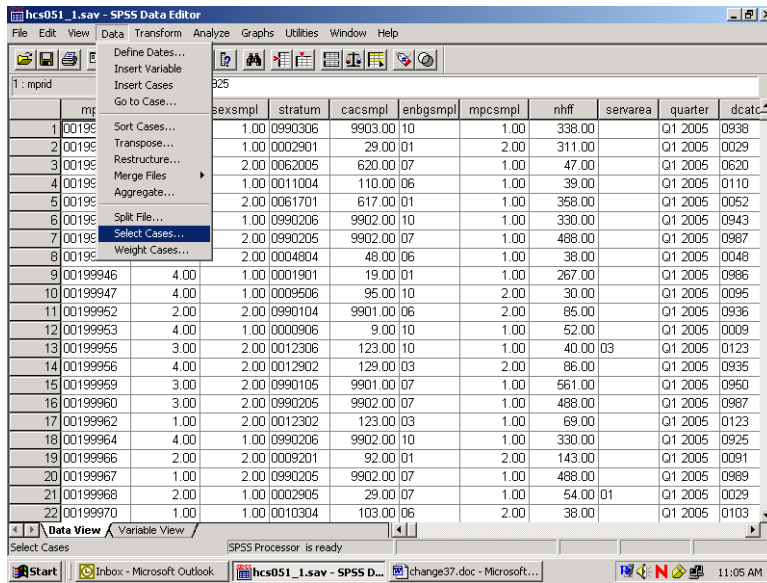 hcs051_1.sav - SPSS Data Editor
File Edit View Data Transform Analyze Graphs Utilities Window Help
Define Dates...
Insert Variable
Insert Cases
Go to Case...
Sort Cases...
Transpose...
Restructure...
Merge Files
Aggregate...
Split File...
Select Cases...
Weight Cases...
1 : mprid
sexsmpl stratum cacsmpl enbgsmpl mpcsmpl nhff servarea quarter
1 00199 1.00 0990306 9903.00 10 1.00 338.00 Q1 2005 0938
2 00199 1.00 0002901 29.00 01 2.00 311.00 Q1 2005 0029
3 00199 2.00 0062005 620.00 07 1.00 47.00 Q1 2005 0620
4 00199 1.00 0011004 110.00 06 1.00 39.00 Q1 2005 0110
5 00199 2.00 0061701 617.00 01 1.00 358.00 Q1 2005 0052
6 00199 1.00 0990206 9902.00 10 1.00 330.00 Q1 2005 0943
7 00199 2.00 0990205 9902.00 07 1.00 488.00 Q1 2005 0987
8 00199 2.00 0004804 48.00 06 1.00 38.00 Q1 2005 0048
9 00199946 4.00 1.00 0001901 19.00 01 1.00 267.00 Q1 2005 0986
10 00199947 4.00 1.00 0009506 95.00 10 2.00 30.00 Q1 2005 0095
11 00199952 2.00 2.00 0990104 9901.00 06 2.00 85.00 Q1 2005 0936
12 00199953 4.00 1.00 0000906 9.00 10 1.00 52.00 Q1 2005 0009
13 00199955 3.00 2.00 0012306 123.00 10 1.00 40.00 03 Q1 2005 0123
14 00199956 4.00 2.00 0012902 129.00 03 2.00 86.00 Q1 2005 0935
15 00199959 3.00 2.00 0990105 9901.00 07 1.00 561.00 Q1 2005 0950
16 00199960 3.00 2.00 0990205 9902.00 07 1.00 488.00 Q1 2005 0987
17 00199962 1.00 2.00 0012302 123.00 03 1.00 69.00 Q1 2005 0123
18 00199964 4.00 1.00 0990206 9902.00 10 1.00 330.00 Q1 2005 0925
19 00199966 2.00 2.00 0009201 92.00 01 2.00 143.00 Q1 2005 0091
20 00199967 1.00 2.00 0990205 9902.00 07 1.00 488.00 Q1 2005 0989
21 00199968 2.00 1.00 0002905 29.00 07 1.00 54.00 01 Q1 2005 0029
22 00199970 1.00 1.00 0010304 103.00 06 2.00 38.00 Q1 2005 0103
Data View Variable View
Select Cases SPSS Processor is ready
Start Inbox - Microsoft Outlook hcs051_1.sav - SPSS D... change37.doc - Microsoft... 11:05 AM